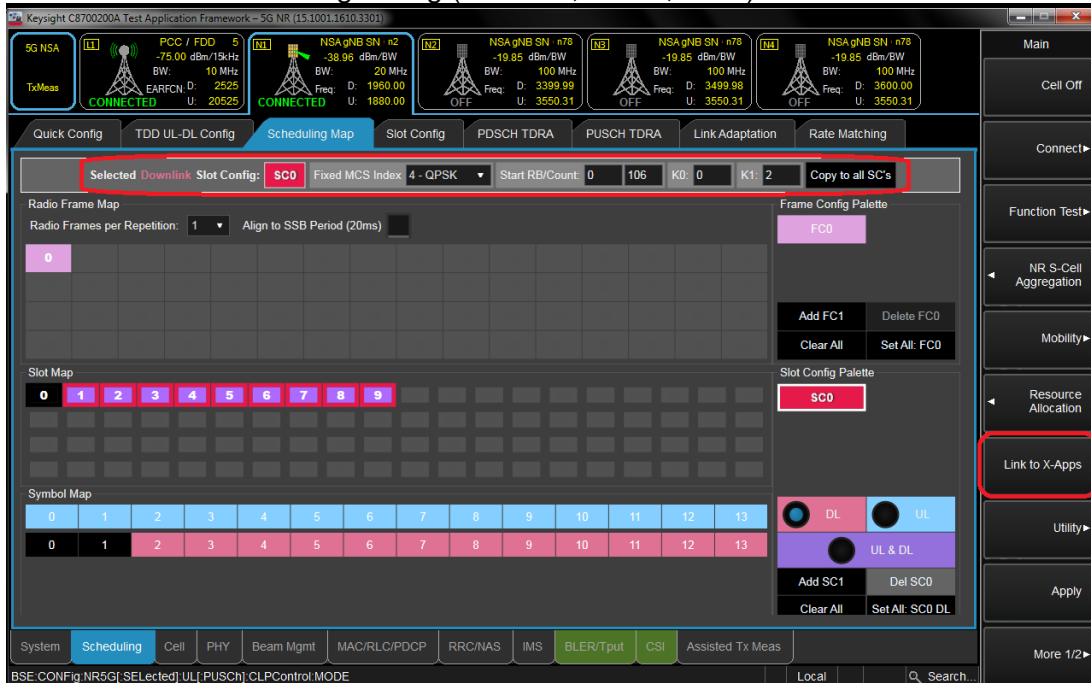 Keysight C8700200A Test Application Framework – 5G NR (15.1001.1610.3301)
5G NSA
TxMeas
L1
PCC / FDD 5
-75.00 dBm/15kHz
BW: 10 MHz
EARFCN: D: 2525
U: 20525
CONNECTED
N1
NSA gNB SN · n2
-38.96 dBm/BW
BW: 20 MHz
Freq: D: 1960.00
U: 1880.00
CONNECTED
N2
NSA gNB SN · n78
-19.85 dBm/BW
BW: 100 MHz
Freq: D: 3399.99
U: 3550.31
OFF
N3
NSA gNB SN · n78
-19.85 dBm/BW
BW: 100 MHz
Freq: D: 3499.98
U: 3550.31
OFF
N4
NSA gNB SN · n78
-19.85 dBm/BW
BW: 100 MHz
Freq: D: 3600.00
U: 3550.31
OFF
Quick Config TDD UL-DL Config Scheduling Map Slot Config PDSCH TDRA PUSCH TDRA Link Adaptation Rate Matching
Selected Downlink Slot Config: SC0 Fixed MCS Index 4 - QPSK Start RB/Count: 0 106 K0: 0 K1: 2 Copy to all SC's
Radio Frame Map
Radio Frames per Repetition: 1 Align to SSB Period (20ms)
0
Frame Config Palette
FC0
Add FC1 Delete FC0
Clear All Set All: FC0
Slot Map
0 1 2 3 4 5 6 7 8 9
Slot Config Palette
SC0
Symbol Map
0 1 2 3 4 5 6 7 8 9 10 11 12 13
0 1 2 3 4 5 6 7 8 9 10 11 12 13
DL UL
UL & DL
Add SC1 Del SC0
Clear All Set All: SC0 DL
System Scheduling Cell PHY Beam Mgmt MAC/RLC/PDCP RRC/NAS IMS BLER/Tput CSI Assisted Tx Meas
BSE:CONFig:NR5G[:SELected]:UL[:PUSCh]:CLPControl:MODE Local Search...
Main
Cell Off
Connect
Function Test
NR S-Cell
Aggregation
Mobility
Resource
Allocation
Link to X-Apps
Utility
Apply
More 1/2